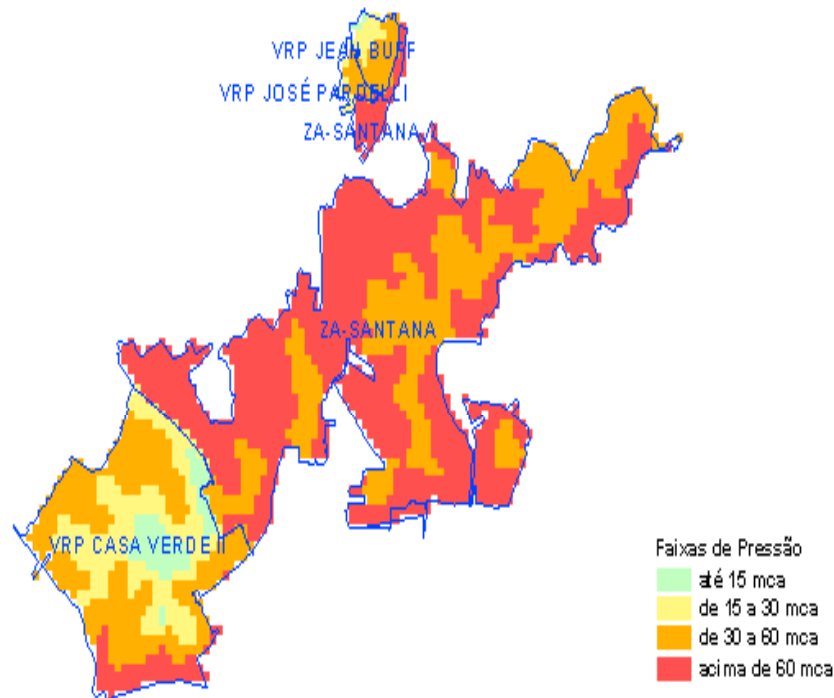 VRP JEAN BUFF
VRP JOSÉ PARDELLI
ZA-SANTANA
ZA-SANTANA
VRP CASA VERDE II
Faixas de Pressão
até 15 mca
de 15 a 30 mca
de 30 a 60 mca
acima de 60 mca